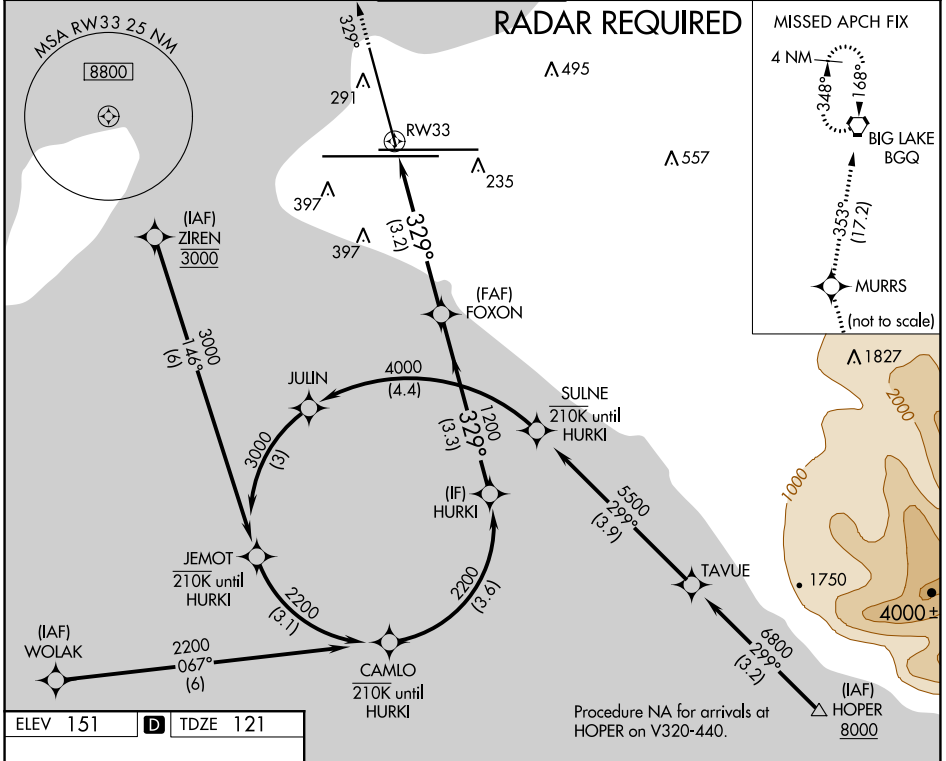 RADAR REQUIRED
MSA RW33 25 NM
8800
329°
291
495
RW33
235
557
397
397
MISSED APCH FIX
4 NM
348°
168°
BIG LAKE
BGQ
353°
(17.2)
MURRS
(not to scale)
(IAF)
ZIREN
3000
329°
(3.2)
(FAF)
FOXON
3000
146°
(6)
JULIN
4000
(4.4)
SULNE
210K until
HURKI
1200
329°
(3.3)
3000
(3)
(IF)
HURKI
5500
299°
(3.9)
1827
2000
1000
JEMOT
210K until
HURKI
2200
(3.1)
2200
(3.6)
TAVUE
1750
4000 ±
(IAF)
WOLAK
2200
067°
(6)
CAMLO
210K until
HURKI
6800
299°
(3.2)
(IAF)
HOPER
8000
Procedure NA for arrivals at
HOPER on V320-440.
ELEV 151 D TDZE 121